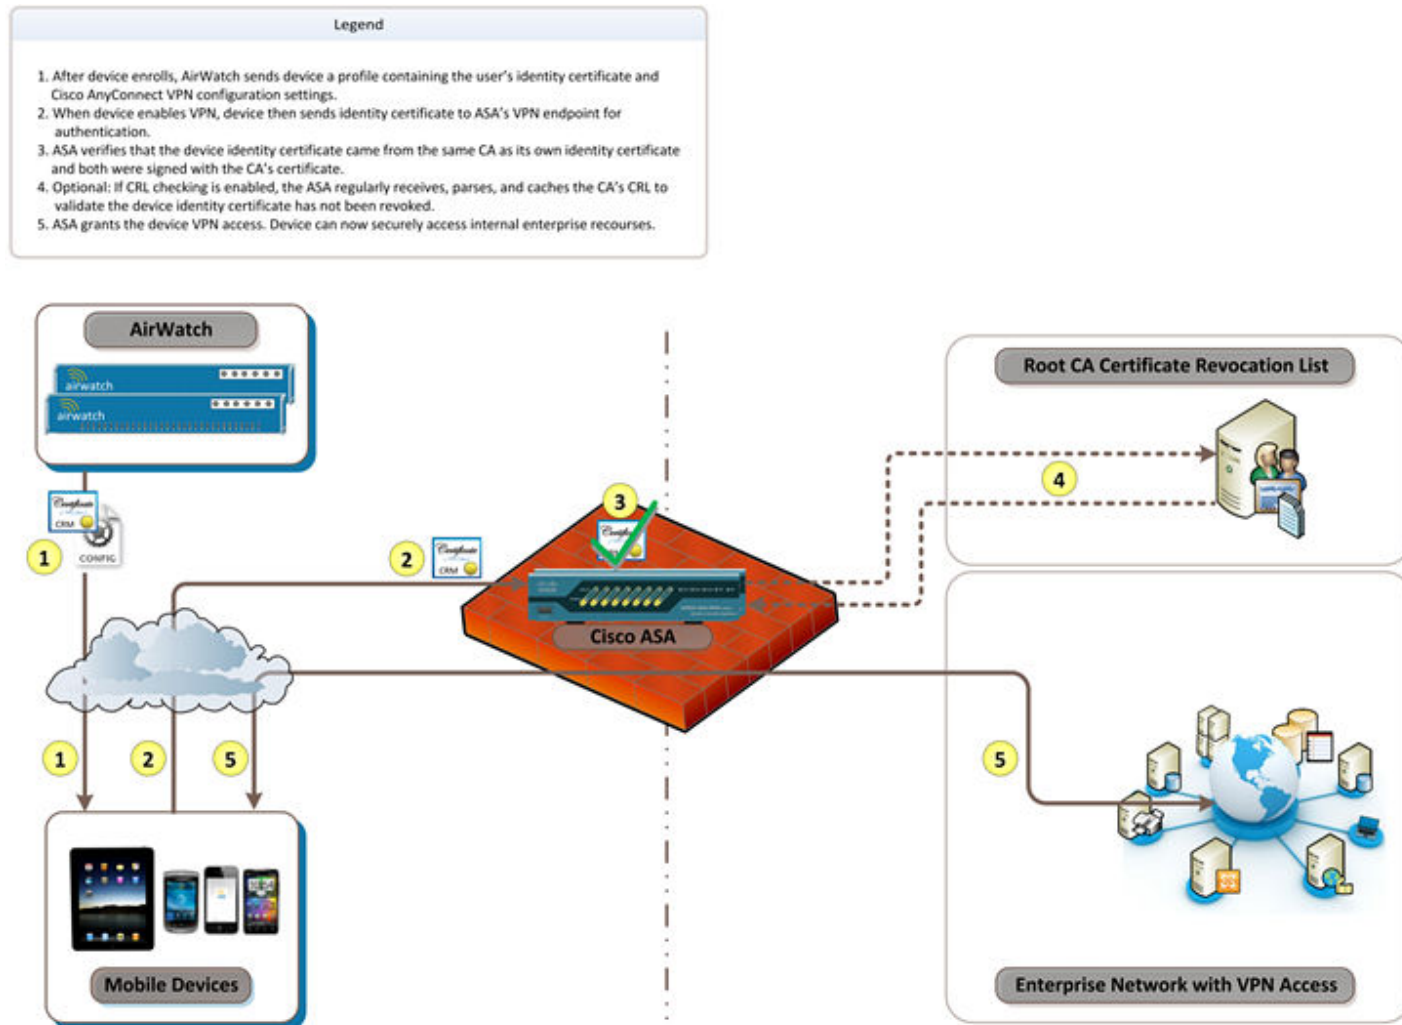 Legend
1. After device enrolls, AirWatch sends device a profile containing the user's identity certificate and
Cisco AnyConnect VPN configuration settings.
2. When device enables VPN, device then sends identity certificate to ASA's VPN endpoint for
authentication.
3. ASA verifies that the device identity certificate came from the same CA as its own identity certificate
and both were signed with the CA's certificate.
4. Optional: If CRL checking is enabled, the ASA regularly receives, parses, and caches the CA's CRL to
validate the device identity certificate has not been revoked.
5. ASA grants the device VPN access. Device can now securely access internal enterprise recourses.
AirWatch
airwatch
airwatch
Root CA Certificate Revocation List
4
Certificate
CRM
1
CONFIG
3
Certificate
2
Certificate
CRM
Cisco ASA
1
2
5
5
Mobile Devices
Enterprise Network with VPN Access